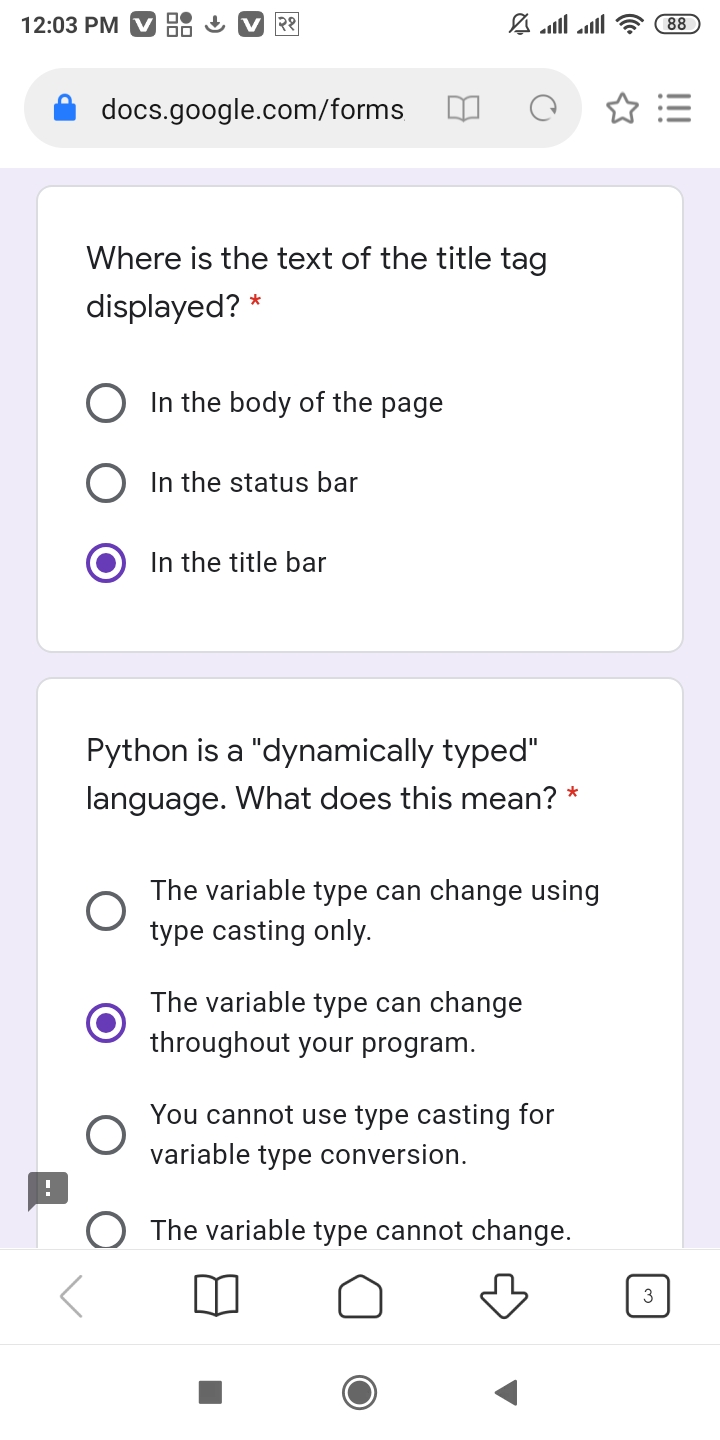 12:03 PM २१ 88
docs.google.com/forms
Where is the text of the title tag
displayed? *
In the body of the page
In the status bar
In the title bar
Python is a "dynamically typed"
language. What does this mean? *
The variable type can change using
type casting only.
The variable type can change
throughout your program.
You cannot use type casting for
variable type conversion.
!
The variable type cannot change.
3